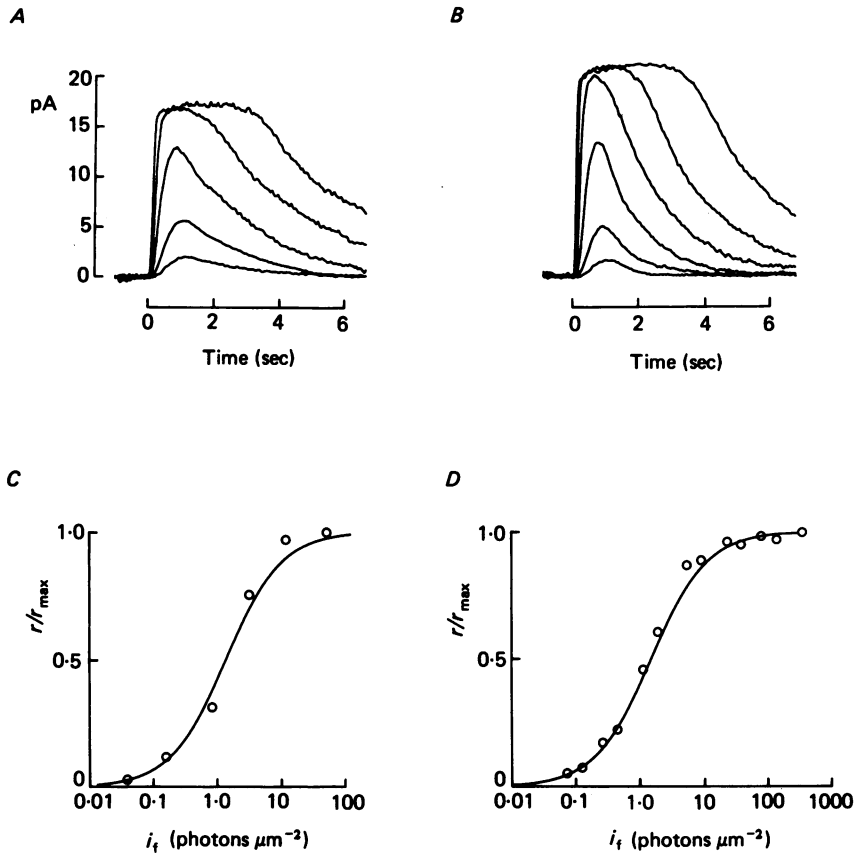 A
B
20
pA
15
10
5
0
0 2 4 6
Time (sec)
0 2 4 6
Time (sec)
C
D
1·0
r/rmax
0·5
0
0·01 0·1 1·0 10 100
if (photons μm−2)
1·0
r/rmax
0·5
0
0·01 0·1 1·0 10 100 1000
if (photons μm−2)